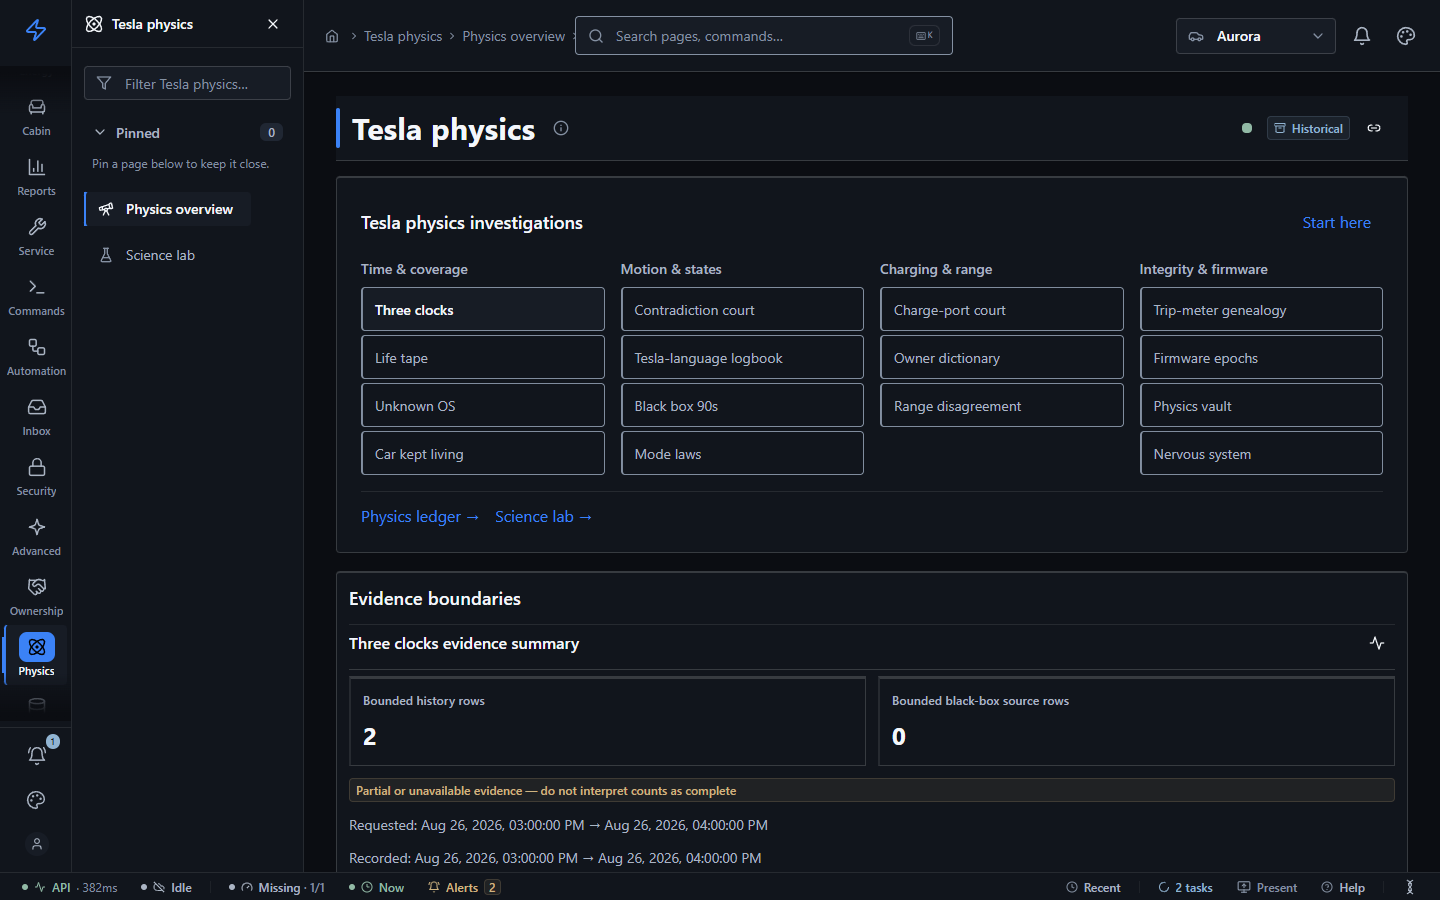 Tesla physics
Tesla physics
Physics overview
Search pages, commands...
K
Aurora
Filter Tesla physics...
Pinned
0
Pin a page below to keep it close.
Physics overview
Science lab
Cabin
Reports
Service
Commands
Automation
Inbox
Security
Advanced
Ownership
Physics
1
Tesla physics
Historical
Tesla physics investigations
Start here
Time & coverage
Three clocks
Life tape
Unknown OS
Car kept living
Motion & states
Contradiction court
Tesla-language logbook
Black box 90s
Mode laws
Charging & range
Charge-port court
Owner dictionary
Range disagreement
Integrity & firmware
Trip-meter genealogy
Firmware epochs
Physics vault
Nervous system
Physics ledger →
Science lab →
Evidence boundaries
Three clocks evidence summary
Bounded history rows
2
Bounded black-box source rows
0
Partial or unavailable evidence — do not interpret counts as complete
Requested: Aug 26, 2026, 03:00:00 PM → Aug 26, 2026, 04:00:00 PM
Recorded: Aug 26, 2026, 03:00:00 PM → Aug 26, 2026, 04:00:00 PM
API · 382ms
Idle
Missing · 1/1
Now
Alerts 2
Recent
2 tasks
Present
Help